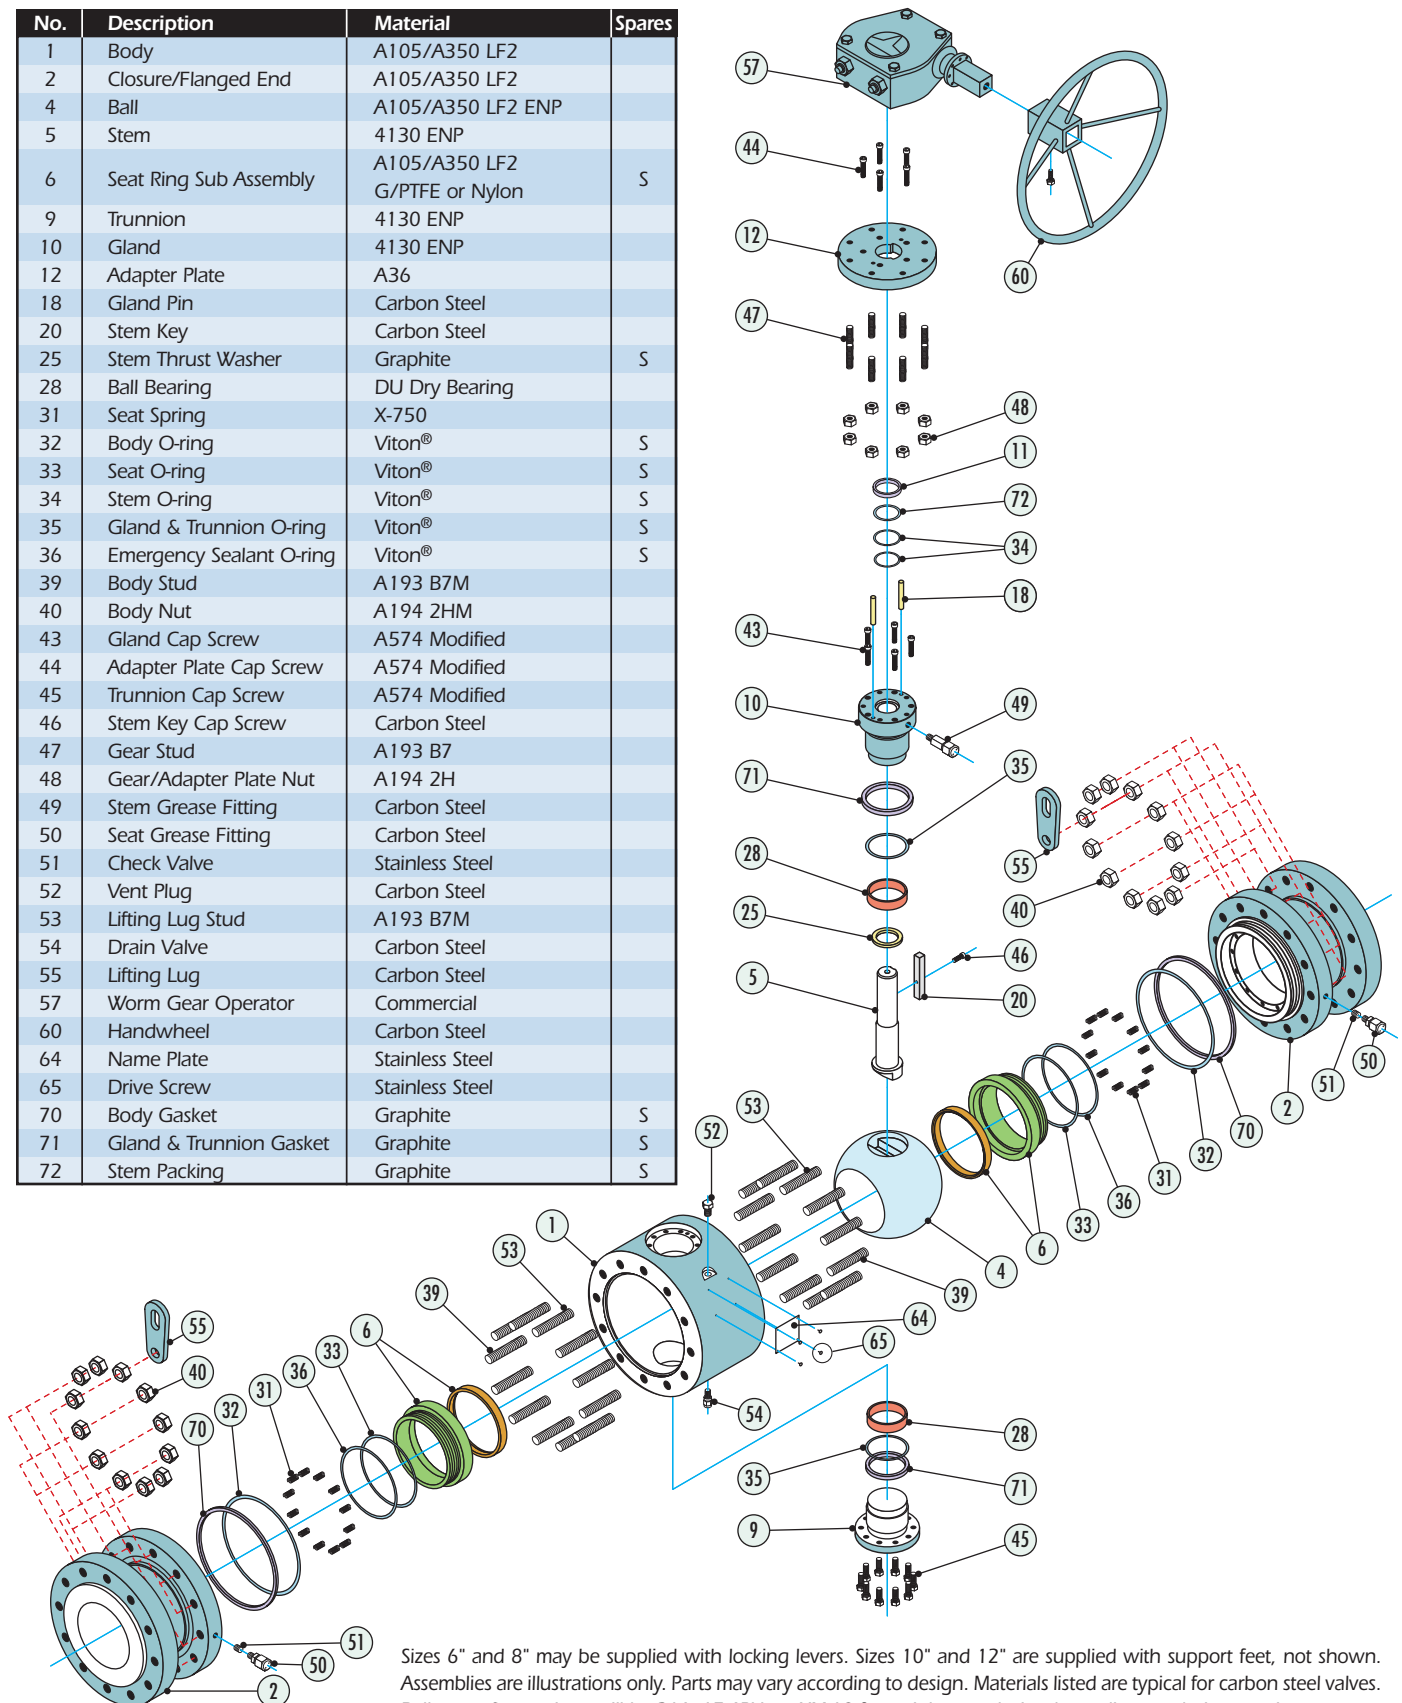 No. Description Material Spares
1 Body A105/A350 LF2
2 Closure/Flanged End A105/A350 LF2
4 Ball A105/A350 LF2 ENP
5 Stem 4130 ENP
6 Seat Ring Sub Assembly A105/A350 LF2 G/PTFE or Nylon S
9 Trunnion 4130 ENP
10 Gland 4130 ENP
12 Adapter Plate A36
18 Gland Pin Carbon Steel
20 Stem Key Carbon Steel
25 Stem Thrust Washer Graphite S
28 Ball Bearing DU Dry Bearing
31 Seat Spring X-750
32 Body O-ring Viton® S
33 Seat O-ring Viton® S
34 Stem O-ring Viton® S
35 Gland & Trunnion O-ring Viton® S
36 Emergency Sealant O-ring Viton® S
39 Body Stud A193 B7M
40 Body Nut A194 2HM
43 Gland Cap Screw A574 Modified
44 Adapter Plate Cap Screw A574 Modified
45 Trunnion Cap Screw A574 Modified
46 Stem Key Cap Screw Carbon Steel
47 Gear Stud A193 B7
48 Gear/Adapter Plate Nut A194 2H
49 Stem Grease Fitting Carbon Steel
50 Seat Grease Fitting Carbon Steel
51 Check Valve Stainless Steel
52 Vent Plug Carbon Steel
53 Lifting Lug Stud A193 B7M
54 Drain Valve Carbon Steel
55 Lifting Lug Carbon Steel
57 Worm Gear Operator Commercial
60 Handwheel Carbon Steel
64 Name Plate Stainless Steel
65 Drive Screw Stainless Steel
70 Body Gasket Graphite S
71 Gland & Trunnion Gasket Graphite S
72 Stem Packing Graphite S
57
44
12
60
47
48
11
72
34
18
43
10
49
71
35
28
55
40
25
5
46
20
51
50
2
70
32
31
36
33
6
4
53
52
39
1
53
39
64
65
6
33
36
31
55
40
32
70
54
28
35
71
9
45
51
50
2
Sizes 6" and 8" may be supplied with locking levers. Sizes 10" and 12" are supplied with support feet, not shown.
Assemblies are illustrations only. Parts may vary according to design. Materials listed are typical for carbon steel valves.